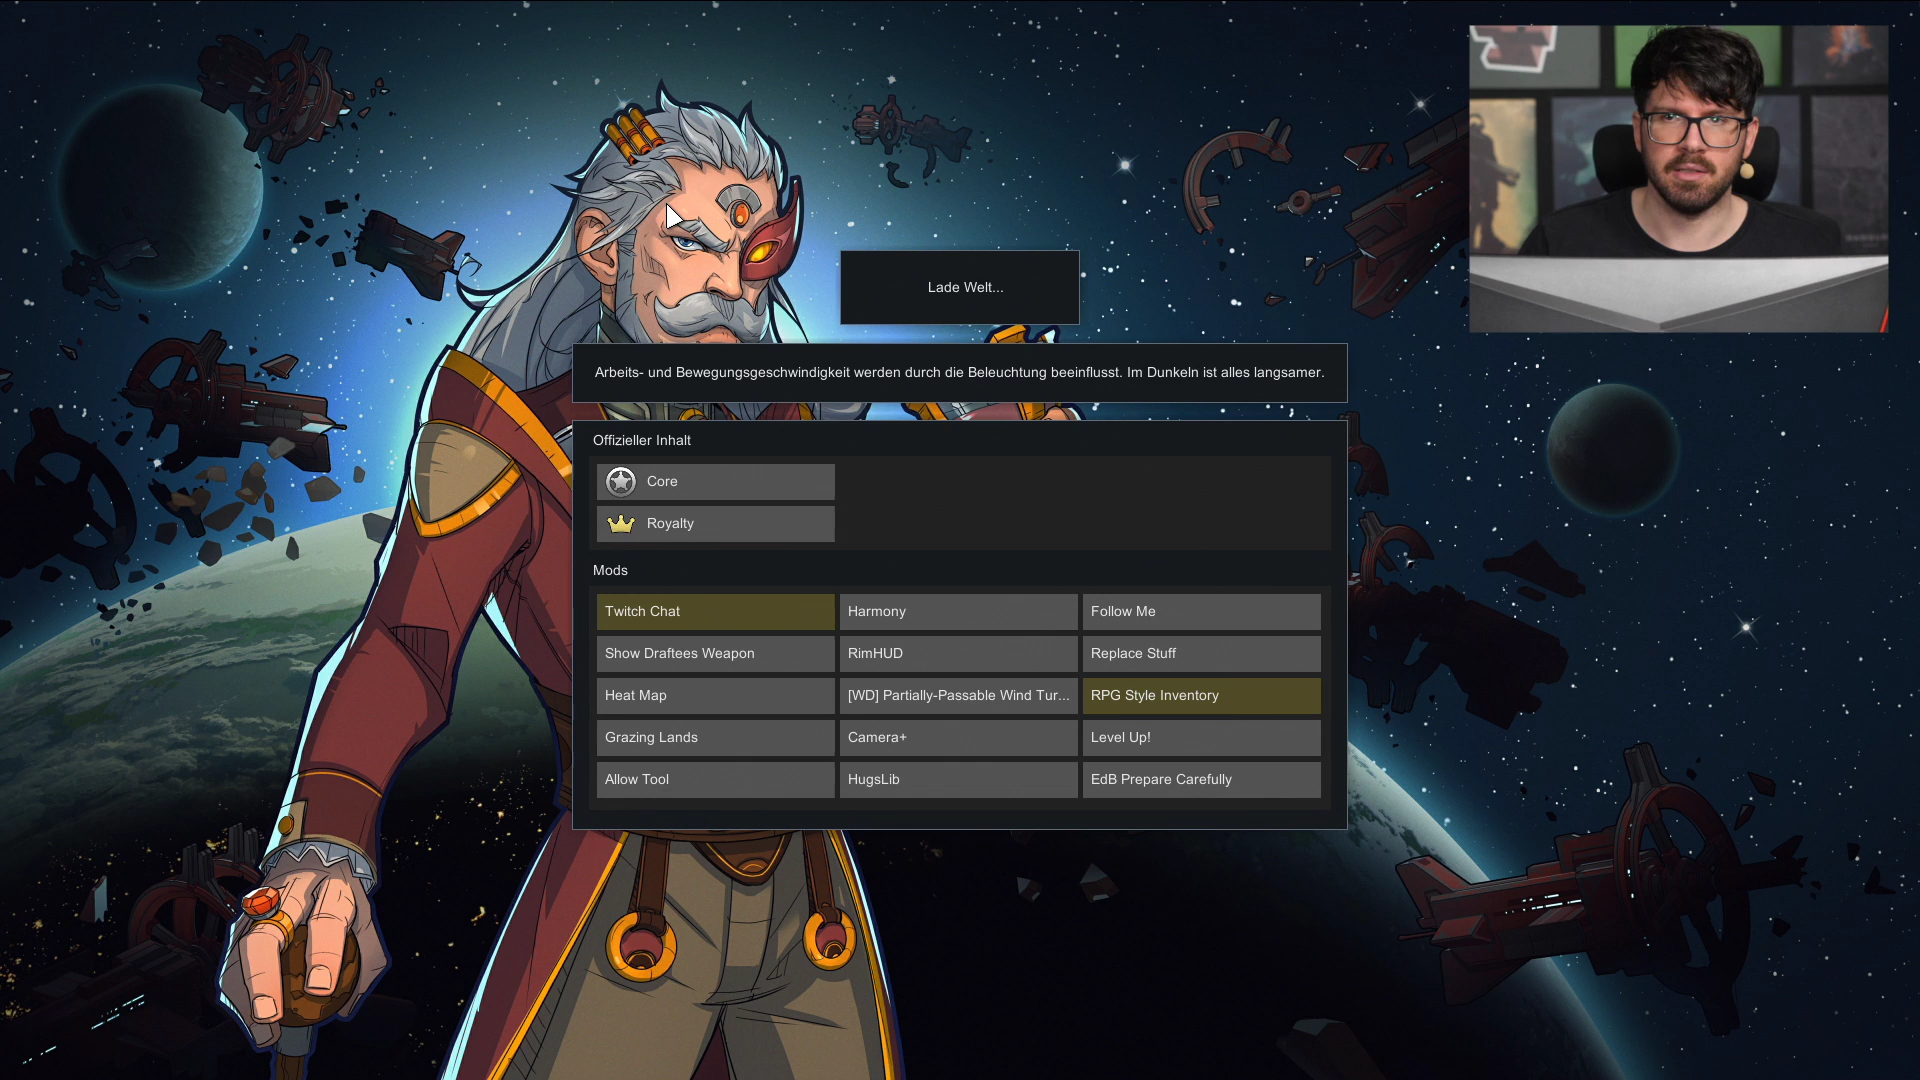 Lade Welt...
Arbeits- und Bewegungsgeschwindigkeit werden durch die Beleuchtung beeinflusst. Im Dunkeln ist alles langsamer.
Offizieller Inhalt
Core
Royalty
Mods
Twitch Chat
Harmony
Follow Me
Show Draftees Weapon
RimHUD
Replace Stuff
Heat Map
[WD] Partially-Passable Wind Tur...
RPG Style Inventory
Grazing Lands
Camera+
Level Up!
Allow Tool
HugsLib
EdB Prepare Carefully